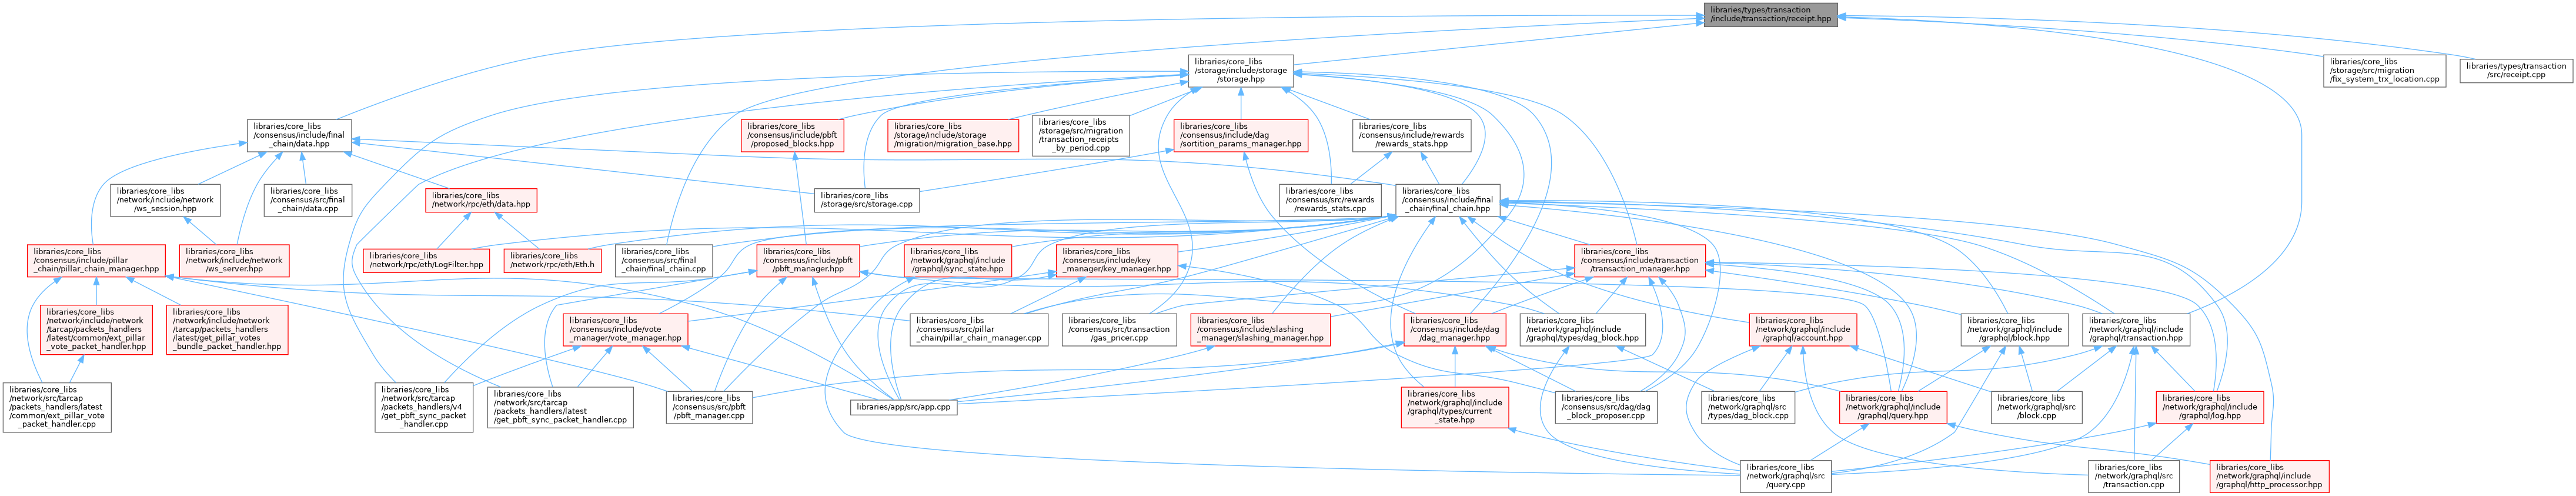 libraries/types/transaction
/include/transaction/receipt.hpp
libraries/core_libs
/storage/include/storage
/storage.hpp
libraries/core_libs
/storage/src/migration
/fix_system_trx_location.cpp
libraries/types/transaction
/src/receipt.cpp
libraries/core_libs
/consensus/include/final
_chain/data.hpp
libraries/core_libs
/consensus/include/pbft
/proposed_blocks.hpp
libraries/core_libs
/storage/include/storage
/migration/migration_base.hpp
libraries/core_libs
/storage/src/migration
/transaction_receipts
_by_period.cpp
libraries/core_libs
/consensus/include/dag
/sortition_params_manager.hpp
libraries/core_libs
/consensus/include/rewards
/rewards_stats.hpp
libraries/core_libs
/network/include/network
/ws_session.hpp
libraries/core_libs
/consensus/src/final
_chain/data.cpp
libraries/core_libs
/network/rpc/eth/data.hpp
libraries/core_libs
/storage/src/storage.cpp
libraries/core_libs
/consensus/src/rewards
/rewards_stats.cpp
libraries/core_libs
/consensus/include/final
_chain/final_chain.hpp
libraries/core_libs
/consensus/include/pillar
_chain/pillar_chain_manager.hpp
libraries/core_libs
/network/include/network
/ws_server.hpp
libraries/core_libs
/network/rpc/eth/LogFilter.hpp
libraries/core_libs
/network/rpc/eth/Eth.h
libraries/core_libs
/consensus/src/final
_chain/final_chain.cpp
libraries/core_libs
/consensus/include/pbft
/pbft_manager.hpp
libraries/core_libs
/network/graphql/include
/graphql/sync_state.hpp
libraries/core_libs
/consensus/include/key
_manager/key_manager.hpp
libraries/core_libs
/consensus/include/transaction
/transaction_manager.hpp
libraries/core_libs
/network/include/network
/tarcap/packets_handlers
/latest/common/ext_pillar
_vote_packet_handler.hpp
libraries/core_libs
/network/include/network
/tarcap/packets_handlers
/latest/get_pillar_votes
_bundle_packet_handler.hpp
libraries/core_libs
/consensus/include/vote
_manager/vote_manager.hpp
libraries/core_libs
/consensus/src/pillar
_chain/pillar_chain_manager.cpp
libraries/core_libs
/consensus/src/transaction
/gas_pricer.cpp
libraries/core_libs
/consensus/include/slashing
_manager/slashing_manager.hpp
libraries/core_libs
/consensus/include/dag
/dag_manager.hpp
libraries/core_libs
/network/graphql/include
/graphql/types/dag_block.hpp
libraries/core_libs
/network/graphql/include
/graphql/account.hpp
libraries/core_libs
/network/graphql/include
/graphql/block.hpp
libraries/core_libs
/network/graphql/include
/graphql/transaction.hpp
libraries/core_libs
/network/src/tarcap
/packets_handlers/latest
/common/ext_pillar_vote
_packet_handler.cpp
libraries/core_libs
/network/src/tarcap
/packets_handlers/v4
/get_pbft_sync_packet
_handler.cpp
libraries/core_libs
/network/src/tarcap
/packets_handlers/latest
/get_pbft_sync_packet_handler.cpp
libraries/core_libs
/consensus/src/pbft
/pbft_manager.cpp
libraries/app/src/app.cpp
libraries/core_libs
/network/graphql/include
/graphql/types/current
_state.hpp
libraries/core_libs
/consensus/src/dag/dag
_block_proposer.cpp
libraries/core_libs
/network/graphql/src
/types/dag_block.cpp
libraries/core_libs
/network/graphql/include
/graphql/query.hpp
libraries/core_libs
/network/graphql/src
/block.cpp
libraries/core_libs
/network/graphql/include
/graphql/log.hpp
libraries/core_libs
/network/graphql/src
/query.cpp
libraries/core_libs
/network/graphql/src
/transaction.cpp
libraries/core_libs
/network/graphql/include
/graphql/http_processor.hpp